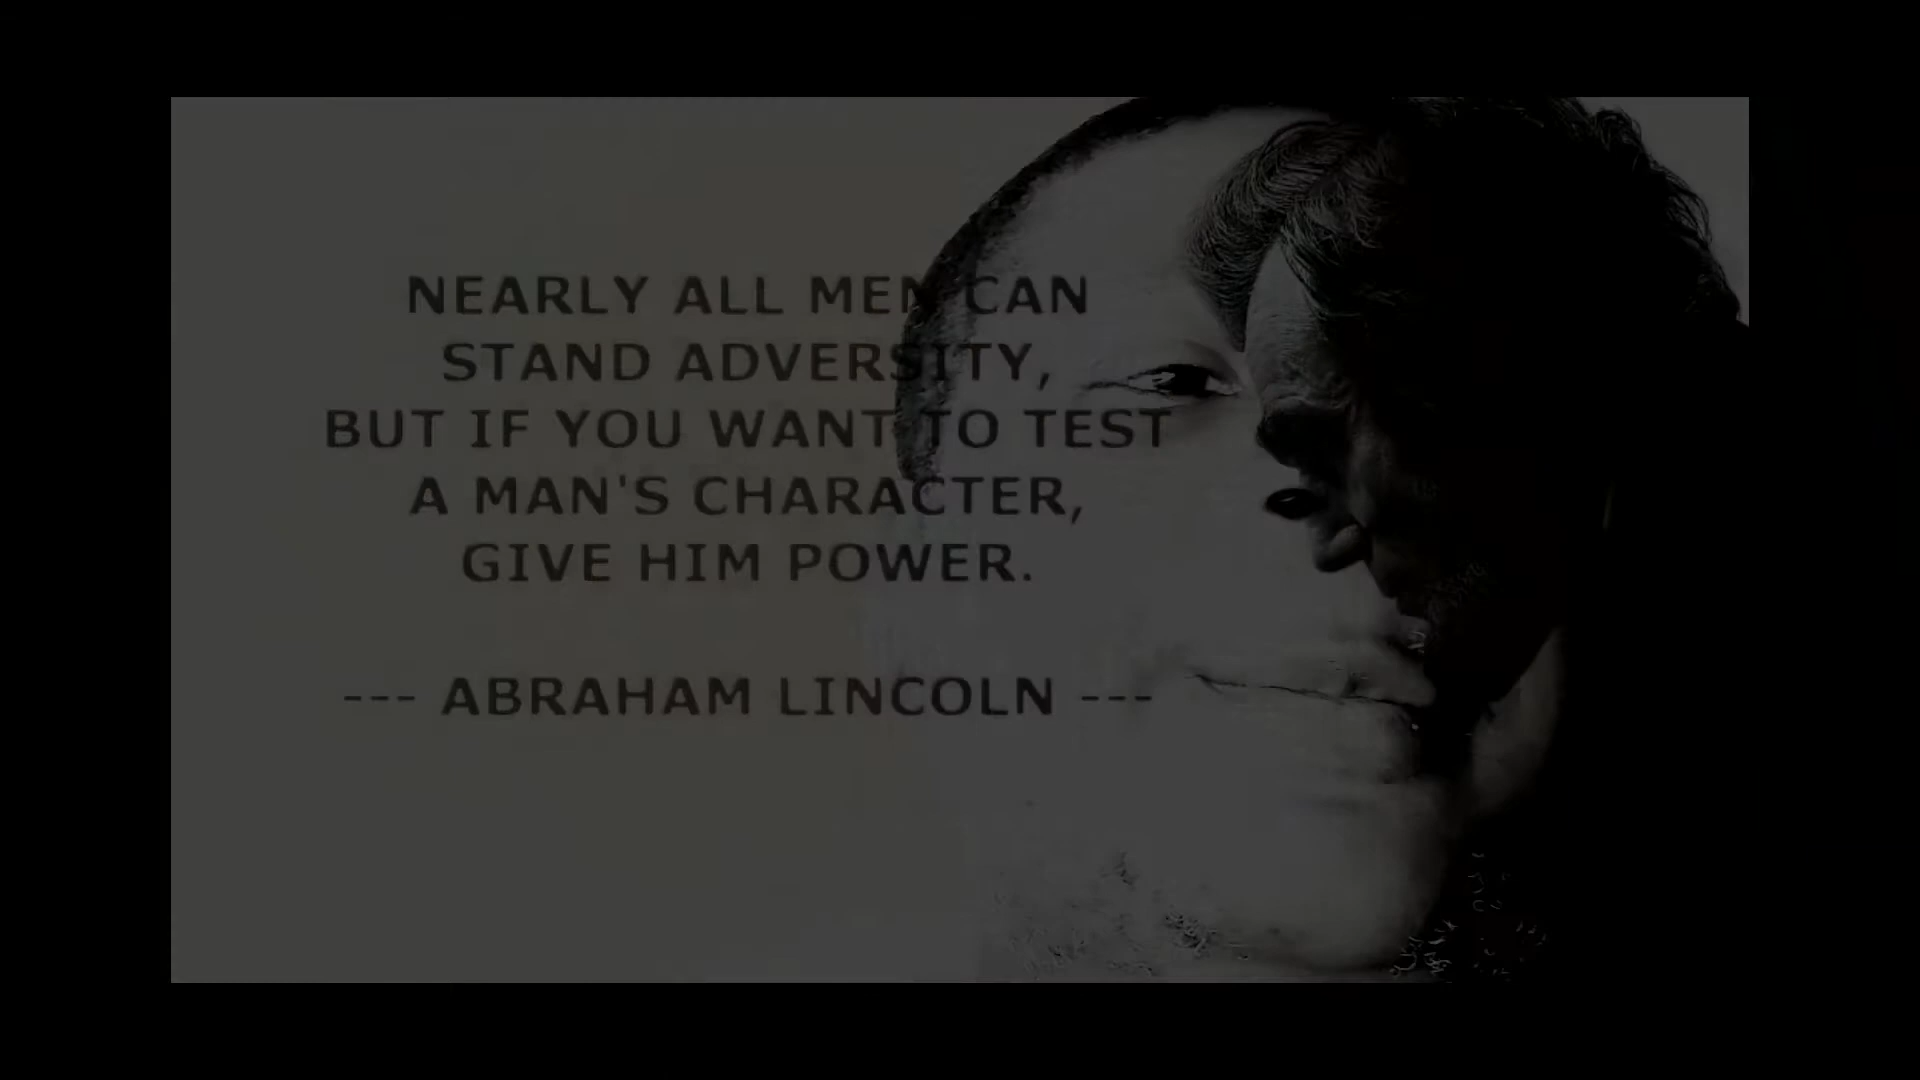 NEARLY ALL MEN CAN
STAND ADVERSITY,
BUT IF YOU WANT TO TEST
A MAN'S CHARACTER,
GIVE HIM POWER.
--- ABRAHAM LINCOLN ---